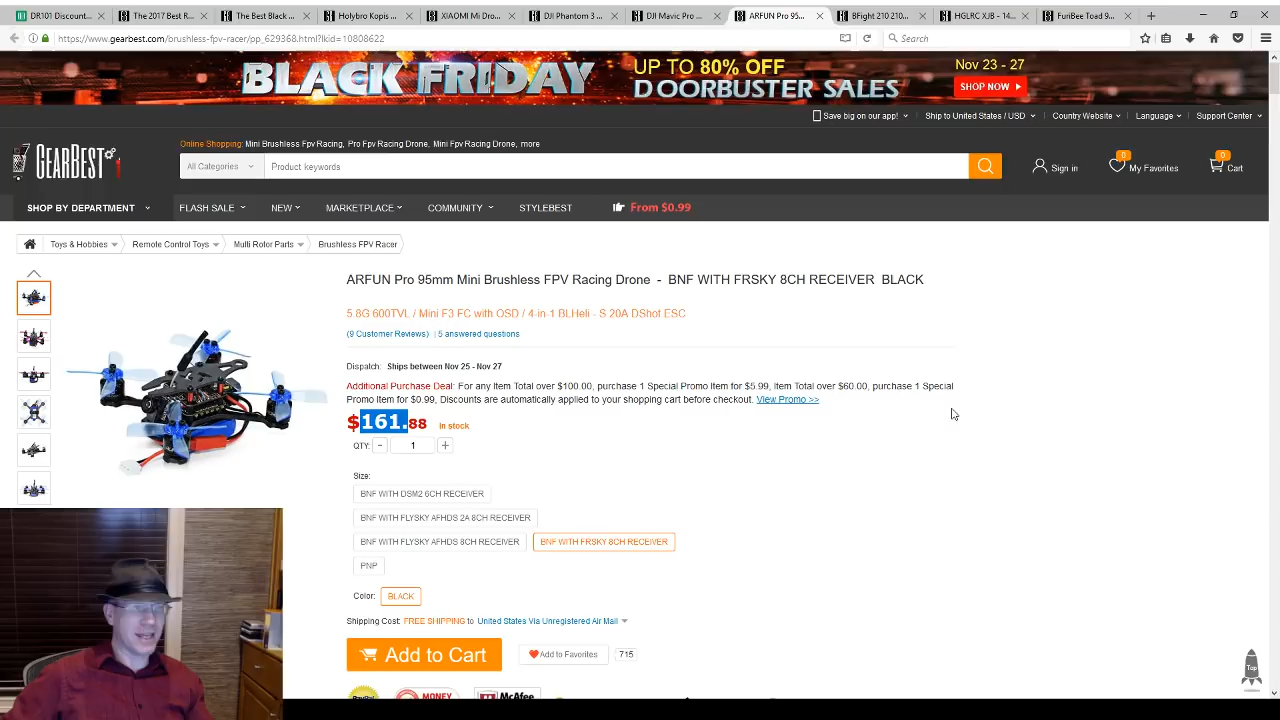 DR101 Discount...
The 2017 Best R...
The Best Black ...
Holybro Kopis ...
XIAOMI Mi Dro...
DJI Phantom 3 ...
DJI Mavic Pro ...
ARFUN Pro 95...
BFight 210 210...
HGLRC XJB - 14...
FuriBee Toad 9...
https://www.gearbest.com/brushless-fpv-racer/pp_629368.html?lkid=10808622
Search
BLACK FRIDAY
UP TO 80% OFF
DOORBUSTER SALES
Nov 23 - 27
SHOP NOW
Save big on our app!
Ship to United States / USD
Country Website
Language
Support Center
GEARBEST
Online Shopping: Mini Brushless Fpv Racing, Pro Fpv Racing Drone, Mini Fpv Racing Drone, more
All Categories
Product keywords
Sign in
0
My Favorites
0
Cart
SHOP BY DEPARTMENT
FLASH SALE
NEW
MARKETPLACE
COMMUNITY
STYLEBEST
From $0.99
Toys & Hobbies
Remote Control Toys
Multi Rotor Parts
Brushless FPV Racer
ARFUN Pro 95mm Mini Brushless FPV Racing Drone - BNF WITH FRSKY 8CH RECEIVER BLACK
5.8G 600TVL / Mini F3 FC with OSD / 4-in-1 BLHeli - S 20A DShot ESC
(9 Customer Reviews) | 5 answered questions
Dispatch: Ships between Nov 25 - Nov 27
Additional Purchase Deal: For any Item Total over $100.00, purchase 1 Special Promo Item for $5.99, Item Total over $60.00, purchase 1 Special
Promo Item for $0.99, Discounts are automatically applied to your shopping cart before checkout. View Promo >>
$161.88 in stock
QTY: - 1 +
Size:
BNF WITH DSM2 6CH RECEIVER
BNF WITH FLYSKY AFHDS 2A 8CH RECEIVER
BNF WITH FLYSKY AFHDS 8CH RECEIVER
BNF WITH FRSKY 8CH RECEIVER
PNP
Color: BLACK
Shipping Cost: FREE SHIPPING to United States Via Unregistered Air Mail
Add to Cart
Add to Favorites
715
Top
PayPal
MONEY
McAfee